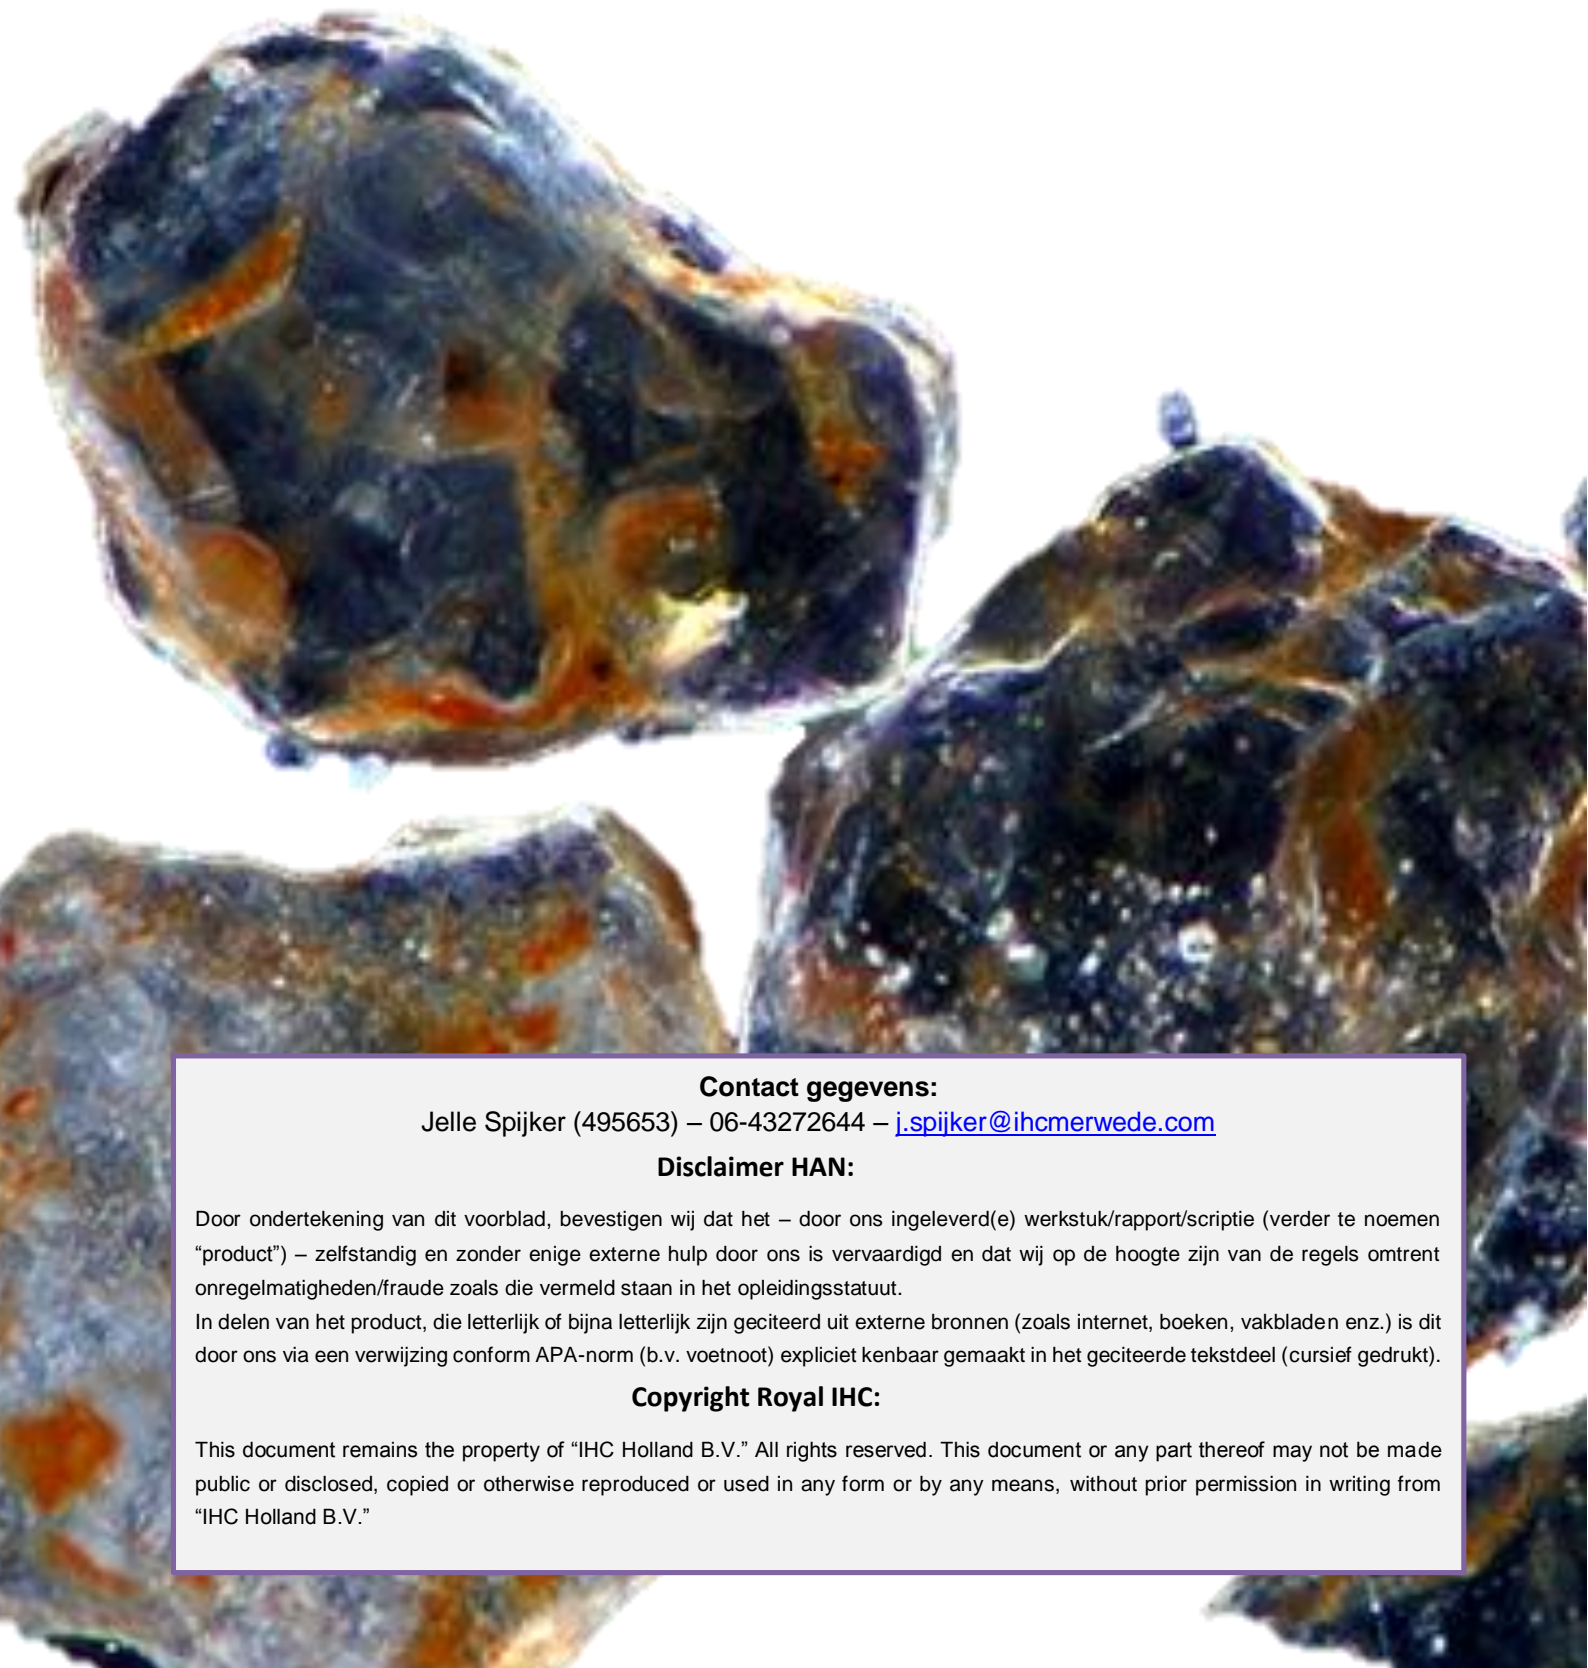 Contact gegevens:
Jelle Spijker (495653) – 06-43272644 – j.spijker@ihcmerwede.com
Disclaimer HAN:
Door ondertekening van dit voorblad, bevestigen wij dat het – door ons ingeleverd(e) werkstuk/rapport/scriptie (verder te noemen
“product”) – zelfstandig en zonder enige externe hulp door ons is vervaardigd en dat wij op de hoogte zijn van de regels omtrent
onregelmatigheden/fraude zoals die vermeld staan in het opleidingsstatuut.
In delen van het product, die letterlijk of bijna letterlijk zijn geciteerd uit externe bronnen (zoals internet, boeken, vakbladen enz.) is dit
door ons via een verwijzing conform APA-norm (b.v. voetnoot) expliciet kenbaar gemaakt in het geciteerde tekstdeel (cursief gedrukt).
Copyright Royal IHC:
This document remains the property of “IHC Holland B.V.” All rights reserved. This document or any part thereof may not be made
public or disclosed, copied or otherwise reproduced or used in any form or by any means, without prior permission in writing from
“IHC Holland B.V.”